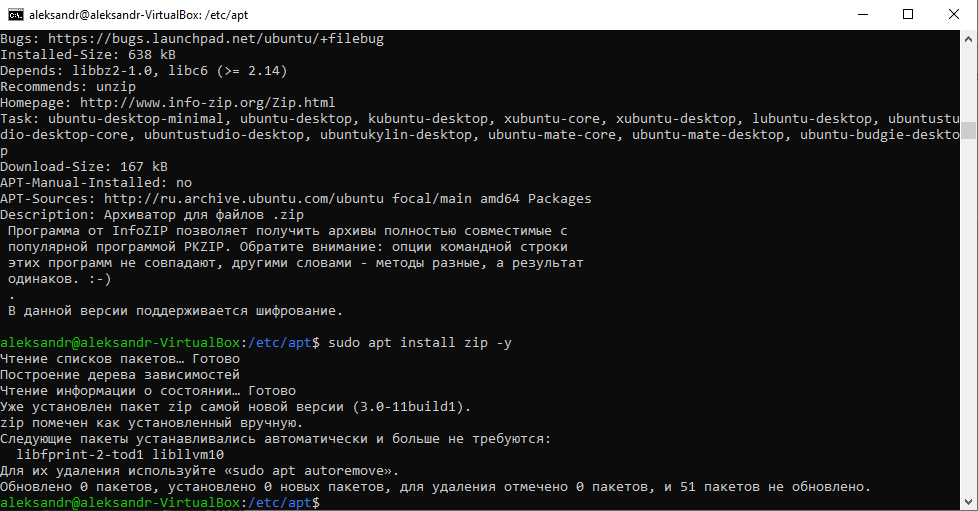 aleksandr@aleksandr-VirtualBox: /etc/apt
Bugs: https://bugs.launchpad.net/ubuntu/+filebug
Installed-Size: 638 kB
Depends: libbz2-1.0, libc6 (>= 2.14)
Recommends: unzip
Homepage: http://www.info-zip.org/Zip.html
Task: ubuntu-desktop-minimal, ubuntu-desktop, kubuntu-desktop, xubuntu-core, xubuntu-desktop, lubuntu-desktop, ubuntustu
dio-desktop-core, ubuntustudio-desktop, ubuntukylin-desktop, ubuntu-mate-core, ubuntu-mate-desktop, ubuntu-budgie-deskto
p
Download-Size: 167 kB
APT-Manual-Installed: no
APT-Sources: http://ru.archive.ubuntu.com/ubuntu focal/main amd64 Packages
Description: Архиватор для файлов .zip
 Программа от InfoZIP позволяет получить архивы полностью совместимые с
 популярной программой PKZIP. Обратите внимание: опции командной строки
 этих программ не совпадают, другими словами - методы разные, а результат
 одинаков. :-)
 .
 В данной версии поддерживается шифрование.
aleksandr@aleksandr-VirtualBox:/etc/apt$ sudo apt install zip -y
Чтение списков пакетов… Готово
Построение дерева зависимостей
Чтение информации о состоянии… Готово
Уже установлен пакет zip самой новой версии (3.0-11build1).
zip помечен как установленный вручную.
Следующие пакеты устанавливались автоматически и больше не требуются:
  libfprint-2-tod1 libllvm10
Для их удаления используйте «sudo apt autoremove».
Обновлено 0 пакетов, установлено 0 новых пакетов, для удаления отмечено 0 пакетов, и 51 пакетов не обновлено.
aleksandr@aleksandr-VirtualBox:/etc/apt$